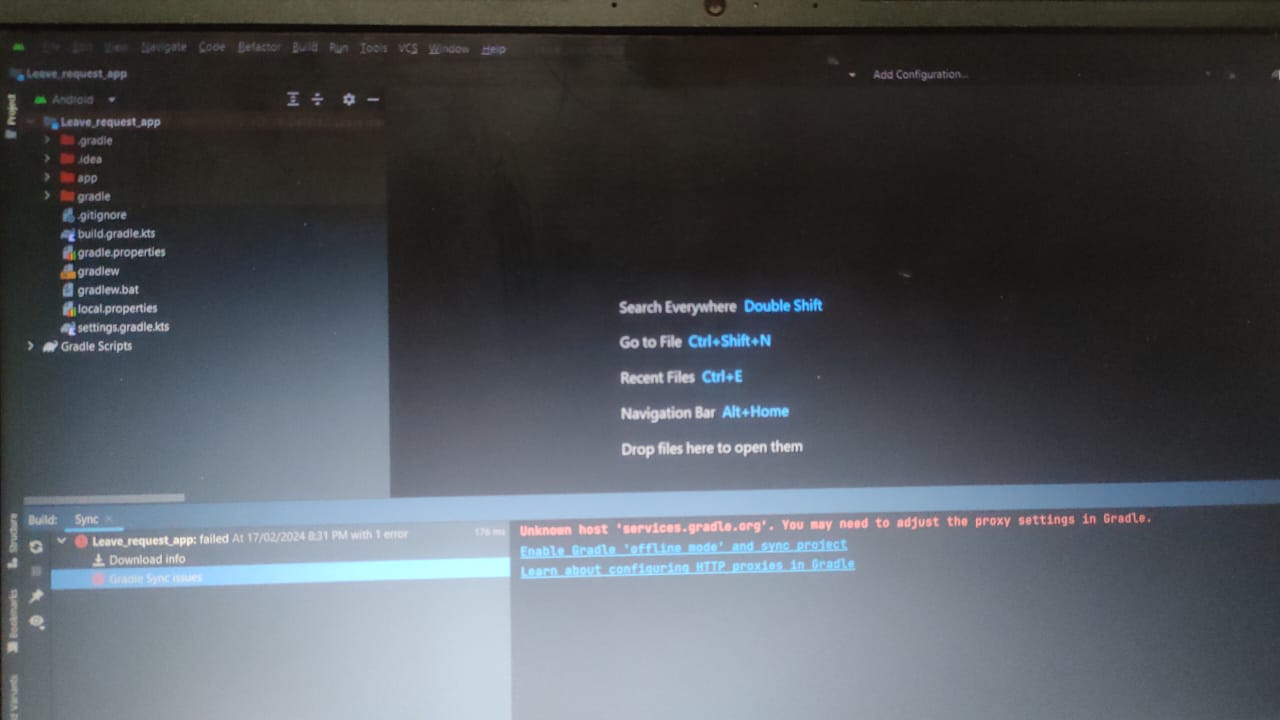 Navigate Code Refactor Build Run Tools VCS Window Help
Leave_request_app
Add Configuration...
Project
Android
Leave_request_app
.gradle
.idea
app
gradle
.gitignore
build.gradle.kts
gradle.properties
gradlew
gradlew.bat
local.properties
settings.gradle.kts
Gradle Scripts
Search Everywhere Double Shift
Go to File Ctrl+Shift+N
Recent Files Ctrl+E
Navigation Bar Alt+Home
Drop files here to open them
Structure
Bookmarks
Variants
Build: Sync
Leave_request_app: failed At 17/02/2024 8:31 PM with 1 error 176 ms
Download info
Gradle Sync issues
Unknown host 'services.gradle.org'. You may need to adjust the proxy settings in Gradle.
Enable Gradle 'offline mode' and sync project
Learn about configuring HTTP proxies in Gradle